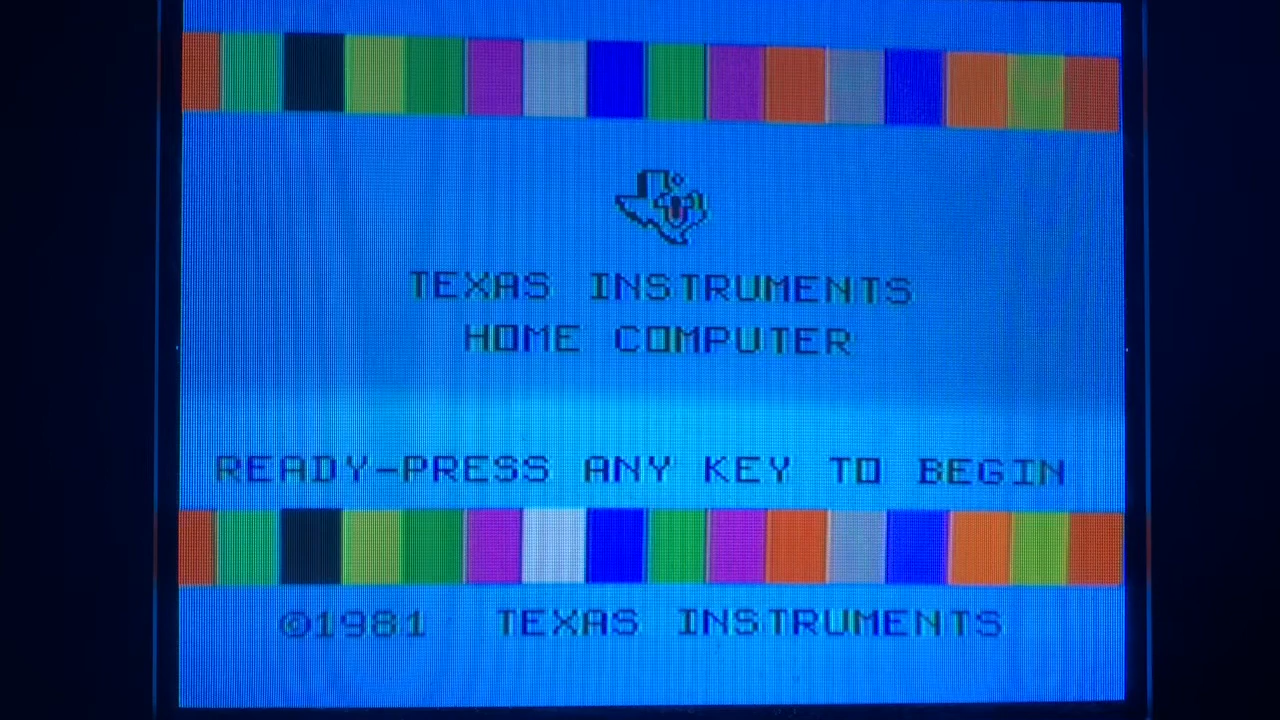 TEXAS INSTRUMENTS
HOME COMPUTER
READY-PRESS ANY KEY TO BEGIN
©1981 TEXAS INSTRUMENTS